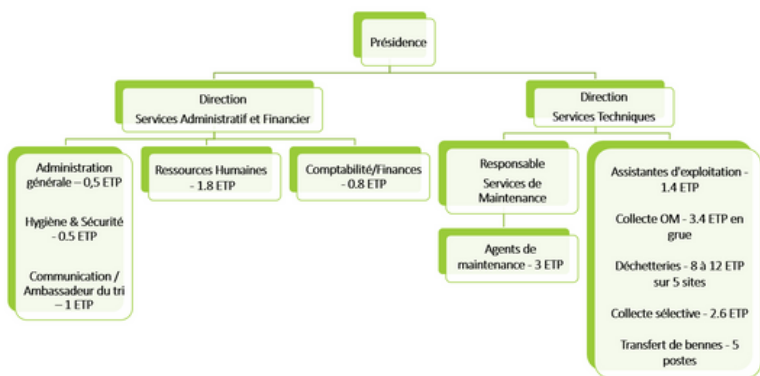 Présidence
Direction
Services Administratif et Financier
Direction
Services Techniques
Administration
générale – 0,5 ETP
Hygiène & Sécurité
- 0.5 ETP
Communication /
Ambassadeur du tri
– 1 ETP
Ressources Humaines
- 1.8 ETP
Comptabilité/Finances
- 0.8 ETP
Responsable
Services de
Maintenance
Agents de
maintenance - 3 ETP
Assistantes d'exploitation -
1.4 ETP
Collecte OM - 3.4 ETP en
grue
Déchetteries - 8 à 12 ETP
sur 5 sites
Collecte sélective - 2.6 ETP
Transfert de bennes - 5
postes